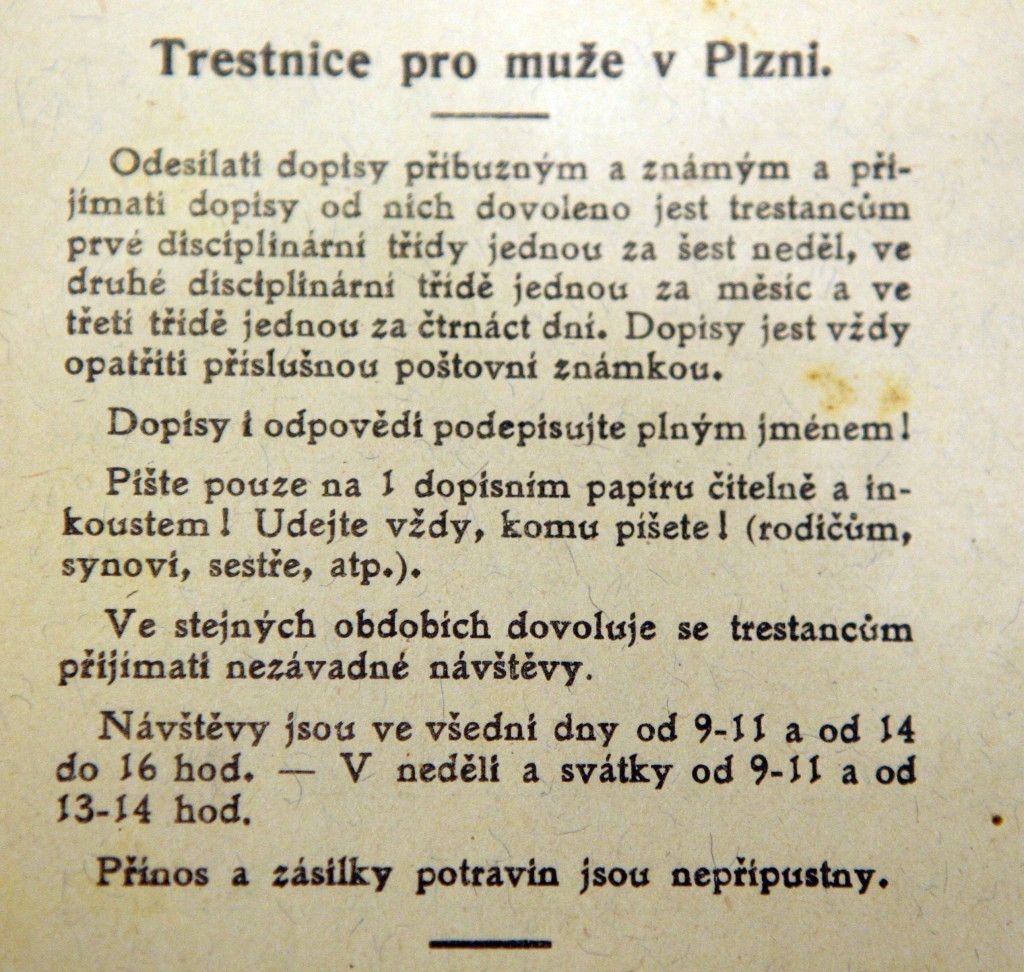 Trestnice pro muže v Plzni.
Odesílati dopisy příbuzným a známým a při-
jímati dopisy od nich dovoleno jest trestancům
prvé disciplinární třídy jednou za šest neděl, ve
druhé disciplinární třídě jednou za měsíc a ve
třetí třídě jednou za čtrnáct dní. Dopisy jest vždy
opatřiti příslušnou poštovní známkou.
Dopisy i odpovědi podepisujte plným jménem!
Pište pouze na 1 dopisním papíru čitelně a in-
koustem! Udejte vždy, komu píšete! (rodičům,
synovi, sestře, atp.).
Ve stejných obdobích dovoluje se trestancům
přijímati nezávadné návštěvy.
Návštěvy jsou ve všední dny od 9-11 a od 14
do 16 hod. — V neděli a svátky od 9-11 a od
13-14 hod.
Přínos a zásilky potravin jsou nepřípustny.